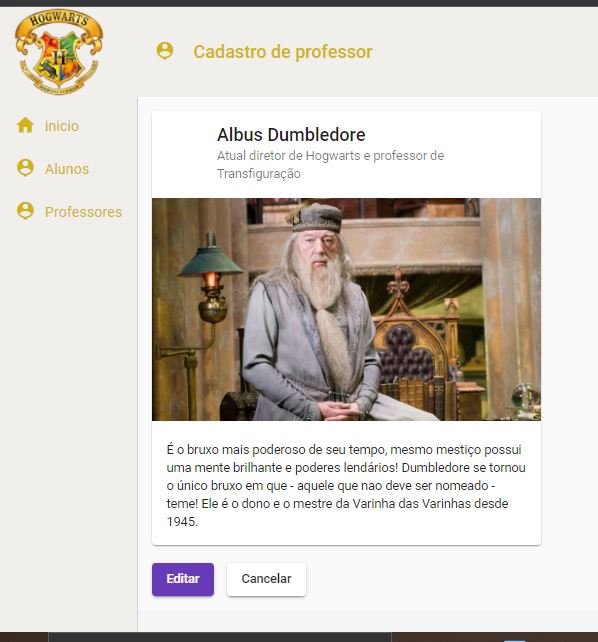 HOGWARTS
H
Cadastro de professor
inicio
Alunos
Professores
Albus Dumbledore
Atual diretor de Hogwarts e professor de
Transfiguração
É o bruxo mais poderoso de seu tempo, mesmo mestiço possui
uma mente brilhante e poderes lendários! Dumbledore se tornou
o único bruxo em que - aquele que nao deve ser nomeado -
teme! Ele é o dono e o mestre da Varinha das Varinhas desde
1945.
Editar
Cancelar